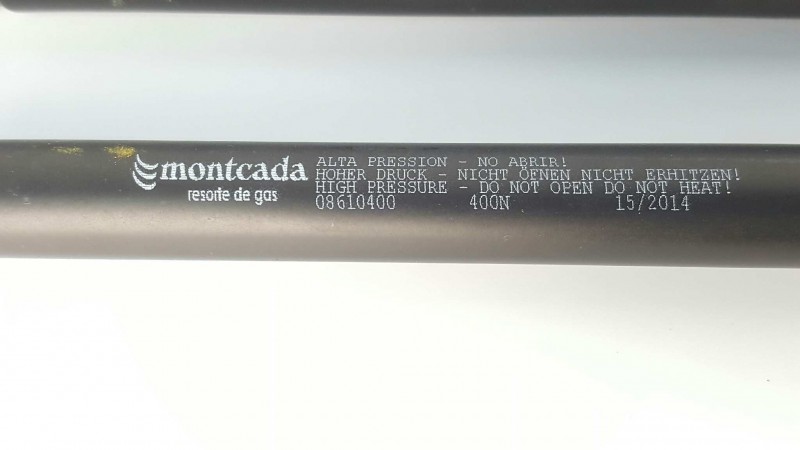 montcada
resorte de gas
ALTA PRESSION - NO ABRIR!
HOHER DRUCK - NICHT ÖFNEN NICHT ERHITZEN!
HIGH PRESSURE - DO NOT OPEN DO NOT HEAT!
08610400 400N 15/2014